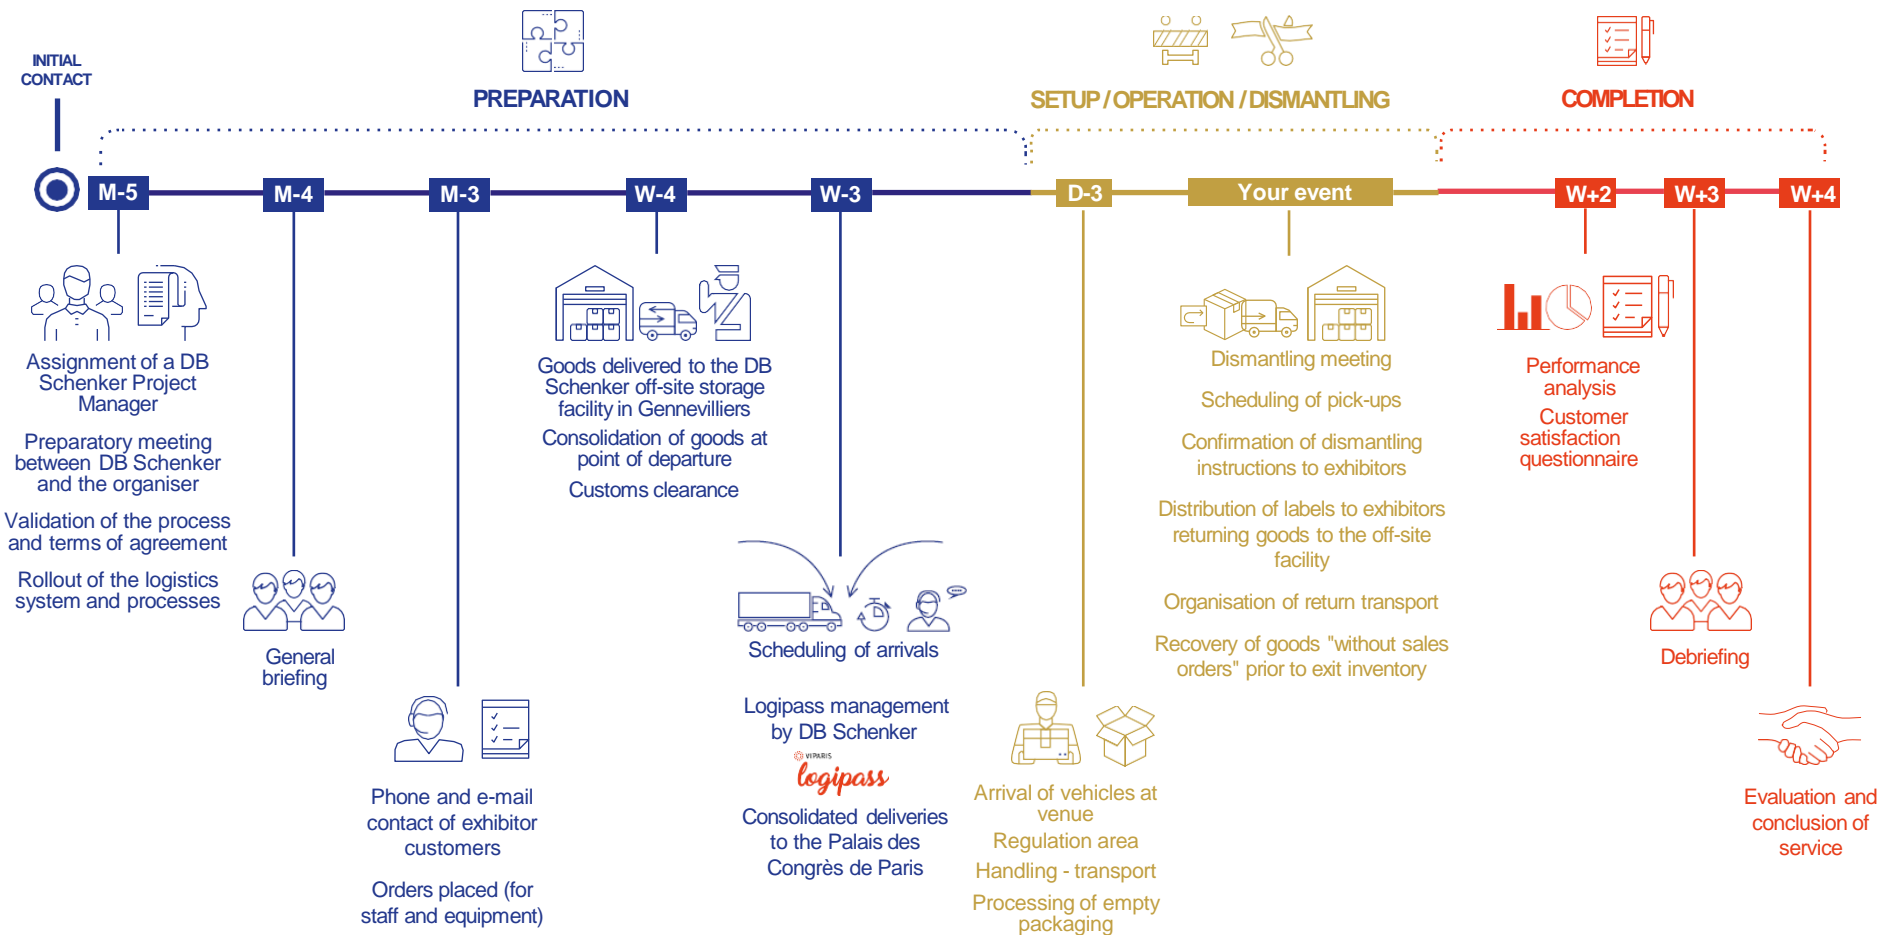 INITIAL
CONTACT
PREPARATION
SETUP / OPERATION / DISMANTLING
COMPLETION
M-5
M-4
M-3
W-4
W-3
D-3
Your event
W+2
W+3
W+4
Assignment of a DB
Schenker Project
Manager
Preparatory meeting
between DB Schenker
and the organiser
Validation of the process
and terms of agreement
Rollout of the logistics
system and processes
General
briefing
Phone and e-mail
contact of exhibitor
customers
Orders placed (for
staff and equipment)
Goods delivered to the DB
Schenker off-site storage
facility in Gennevilliers
Consolidation of goods at
point of departure
Customs clearance
Scheduling of arrivals
Logipass management
by DB Schenker
VIPARIS
logipass
Consolidated deliveries
to the Palais des
Congrès de Paris
Arrival of vehicles at
venue
Regulation area
Handling - transport
Processing of empty
packaging
Dismantling meeting
Scheduling of pick-ups
Confirmation of dismantling
instructions to exhibitors
Distribution of labels to exhibitors
returning goods to the off-site
facility
Organisation of return transport
Recovery of goods "without sales
orders" prior to exit inventory
Performance
analysis
Customer
satisfaction
questionnaire
Debriefing
Evaluation and
conclusion of
service